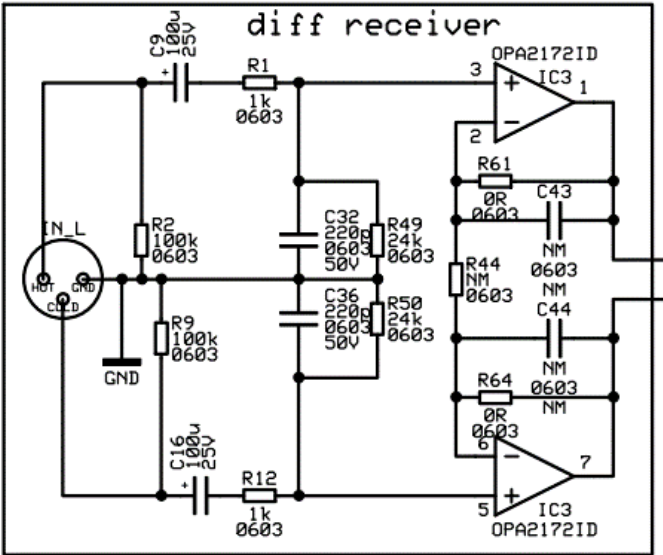 diff receiver
C9
100u
25V
R1
1k
0603
OPA2172ID
IC3
3
+
1
-
2
R61
0R
0603
C43
NM
0603
NM
IN_L
HOT
GND
COLD
R2
100k
0603
C32
220p
0603
50V
R49
24k
0603
R44
NM
0603
R9
100k
0603
GND
C36
220p
0603
50V
R50
24k
0603
C44
NM
0603
NM
R64
0R
0603
C16
100u
25V
R12
1k
0603
6
-
7
5
+
IC3
OPA2172ID